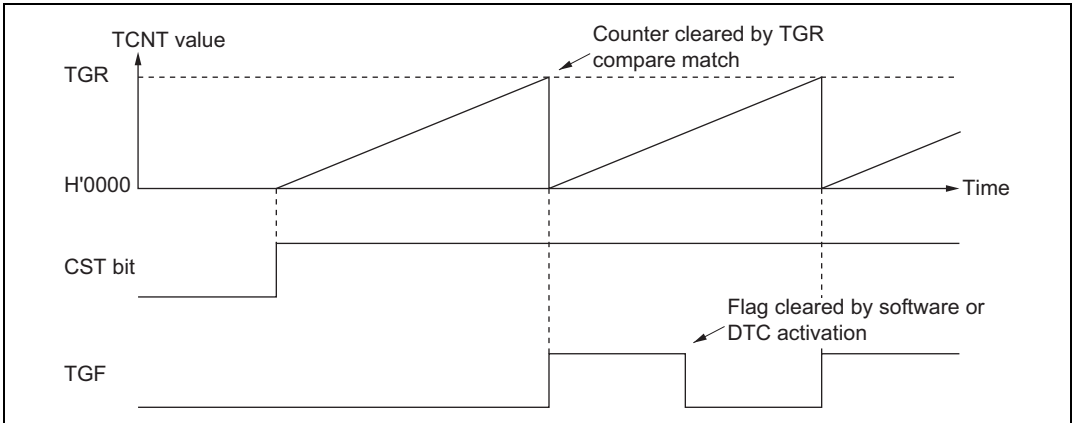 TCNT value
Counter cleared by TGR
compare match
TGR
H'0000
Time
CST bit
Flag cleared by software or
DTC activation
TGF